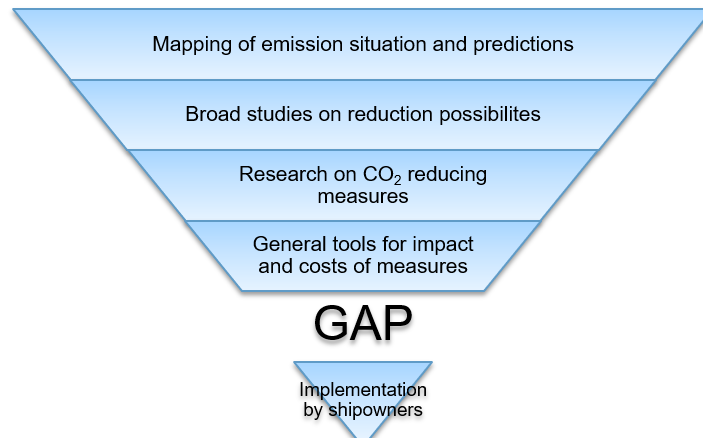 Mapping of emission situation and predictions
Broad studies on reduction possibilites
Research on CO₂ reducing
measures
General tools for impact
and costs of measures
GAP
Implementation
by shipowners